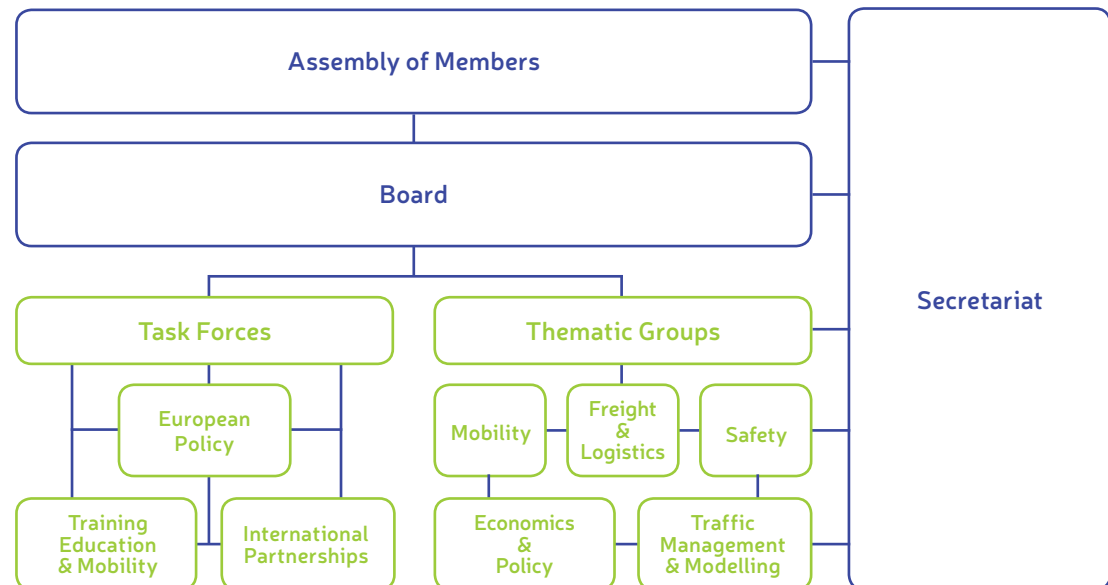 Assembly of Members
Board
Secretariat
Task Forces
Thematic Groups
European
Policy
Mobility
Freight
&
Logistics
Safety
Training
Education
& Mobility
International
Partnerships
Economics
&
Policy
Traffic
Management
& Modelling